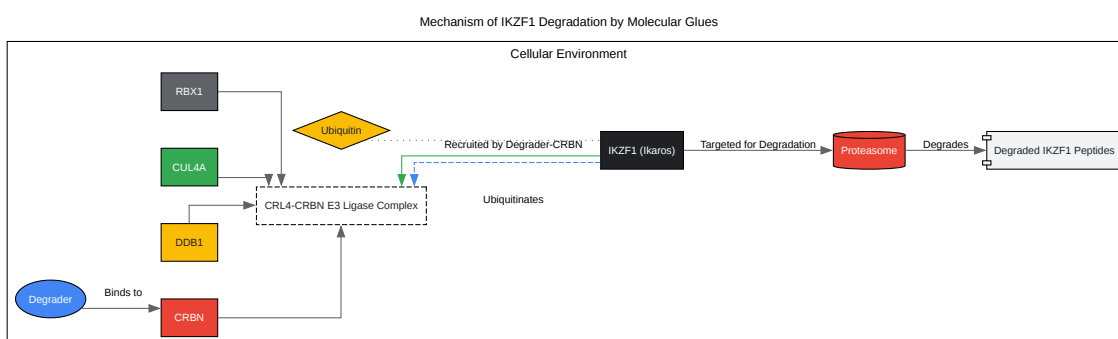 Mechanism of IKZF1 Degradation by Molecular Glues
Cellular Environment
RBX1
Ubiquitin
CUL4A
Recruited by Degrader-CRBN
IKZF1 (Ikaros)
Targeted for Degradation
Proteasome
Degrades
Degraded IKZF1 Peptides
CRL4-CRBN E3 Ligase Complex
Ubiquitinates
DDB1
Degrader
Binds to
CRBN